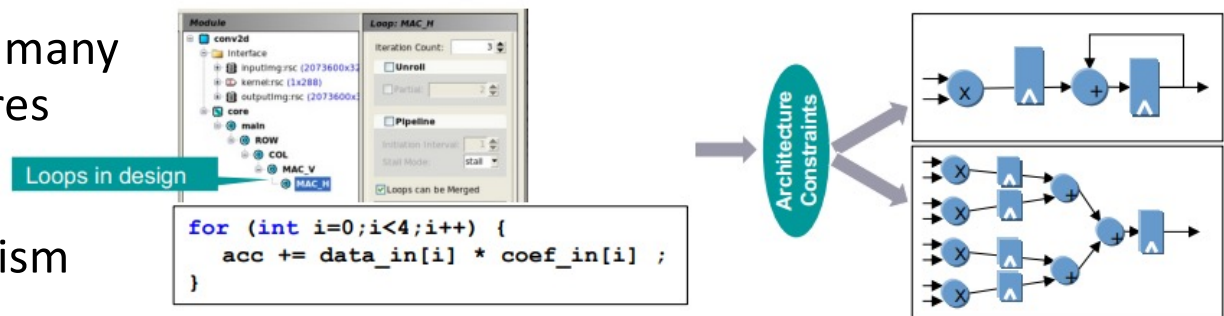 many
res
ism
Loops in design
Module
conv2d
Interface
inputImg:rsc (2073600x32
kernel:rsc (1x288)
outputImg:rsc (2073600x3
core
main
ROW
COL
MAC_V
MAC_H
Loop: MAC_H
Iteration Count: 3
Unroll
Partial: 2
Pipeline
Initiation Interval: 1
Stall Mode: stall
Loops can be Merged
for (int i=0;i<4;i++) {
acc += data_in[i] * coef_in[i] ;
}
Architecture
Constraints
X
+
X
X
X
X
+
+
+